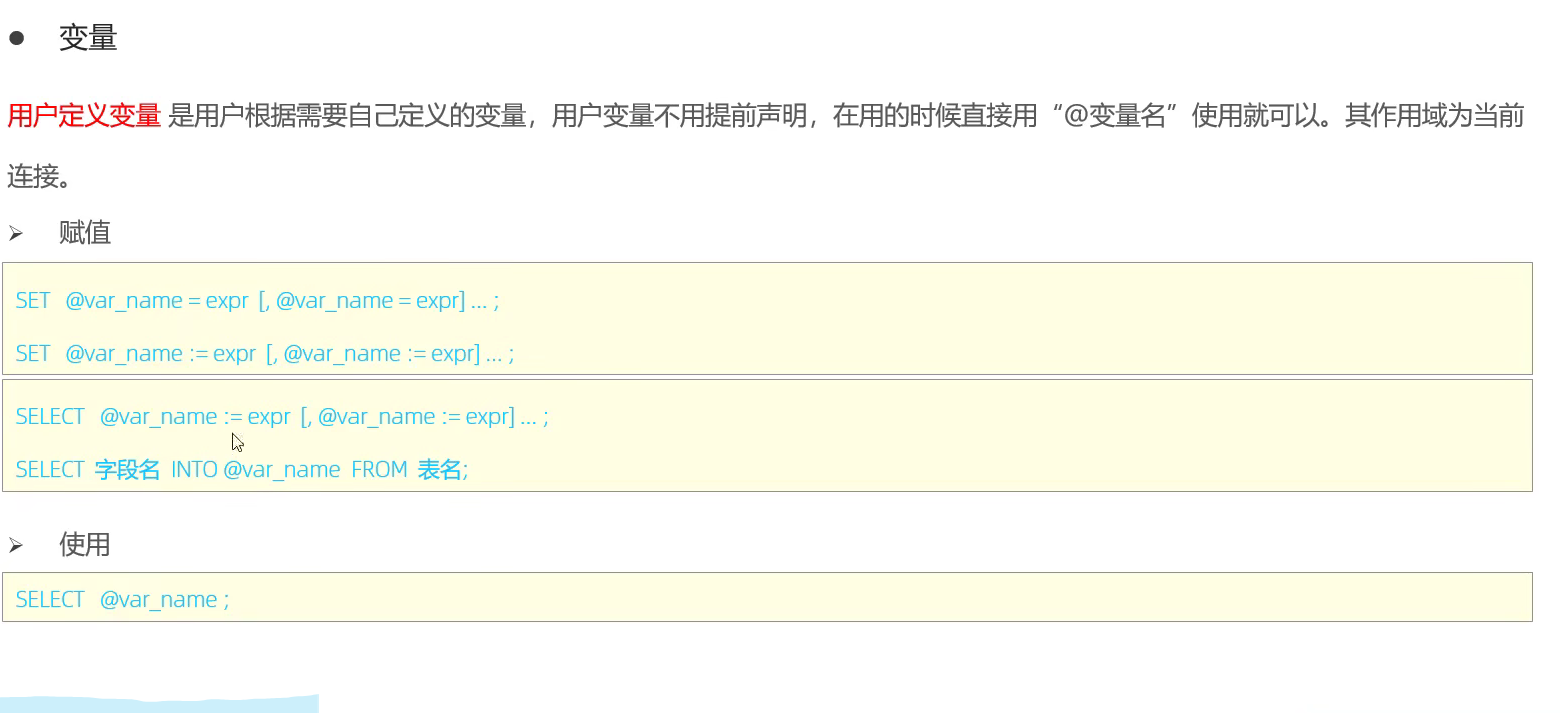 ● 变量
用户定义变量 是用户根据需要自己定义的变量，用户变量不用提前声明，在用的时候直接用“@变量名”使用就可以。其作用域为当前
连接。
➢ 赋值
SET @var_name = expr [, @var_name = expr] ... ;
SET @var_name := expr [, @var_name := expr] ... ;
SELECT @var_name := expr [, @var_name := expr] ... ;
SELECT 字段名 INTO @var_name FROM 表名;
➢ 使用
SELECT @var_name ;